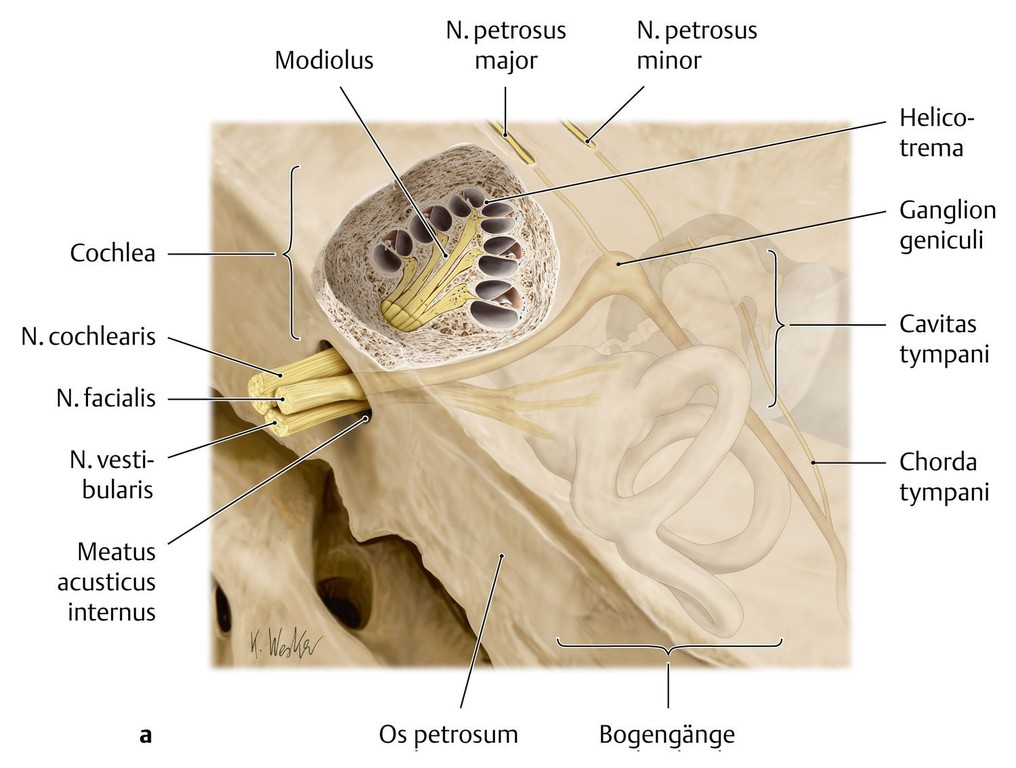 N. petrosus
major
N. petrosus
minor
Modiolus
Helico-
trema
Ganglion
geniculi
Cochlea
Cavitas
tympani
N. cochlearis
N. facialis
N. vesti-
bularis
Chorda
tympani
Meatus
acusticus
internus
K. Wesker
a
Os petrosum
Bogengänge